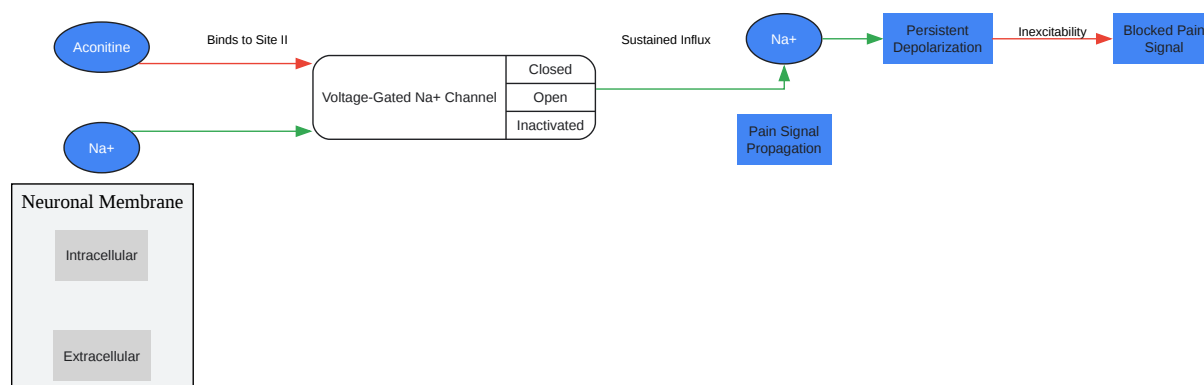 Aconitine
Binds to Site II
Na+
Voltage-Gated Na+ Channel
Closed
Open
Inactivated
Sustained Influx
Na+
Persistent
Depolarization
Inexcitability
Blocked Pain
Signal
Pain Signal
Propagation
Neuronal Membrane
Intracellular
Extracellular